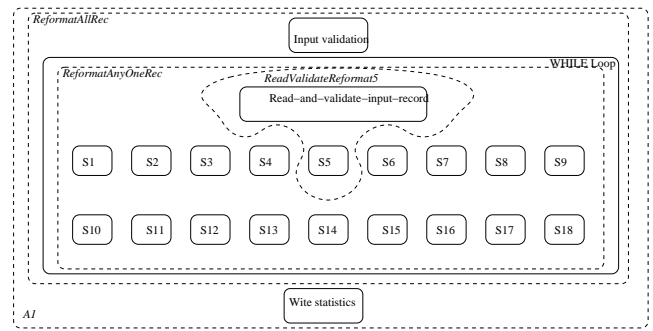 ReformatAllRec
Input validation
WHILE Loop
ReformatAnyOneRec
ReadValidateReformat5
Read-and-validate-input-record
S1 S2 S3 S4 S5 S6 S7 S8 S9
S10 S11 S12 S13 S14 S15 S16 S17 S18
Wite statistics
A1